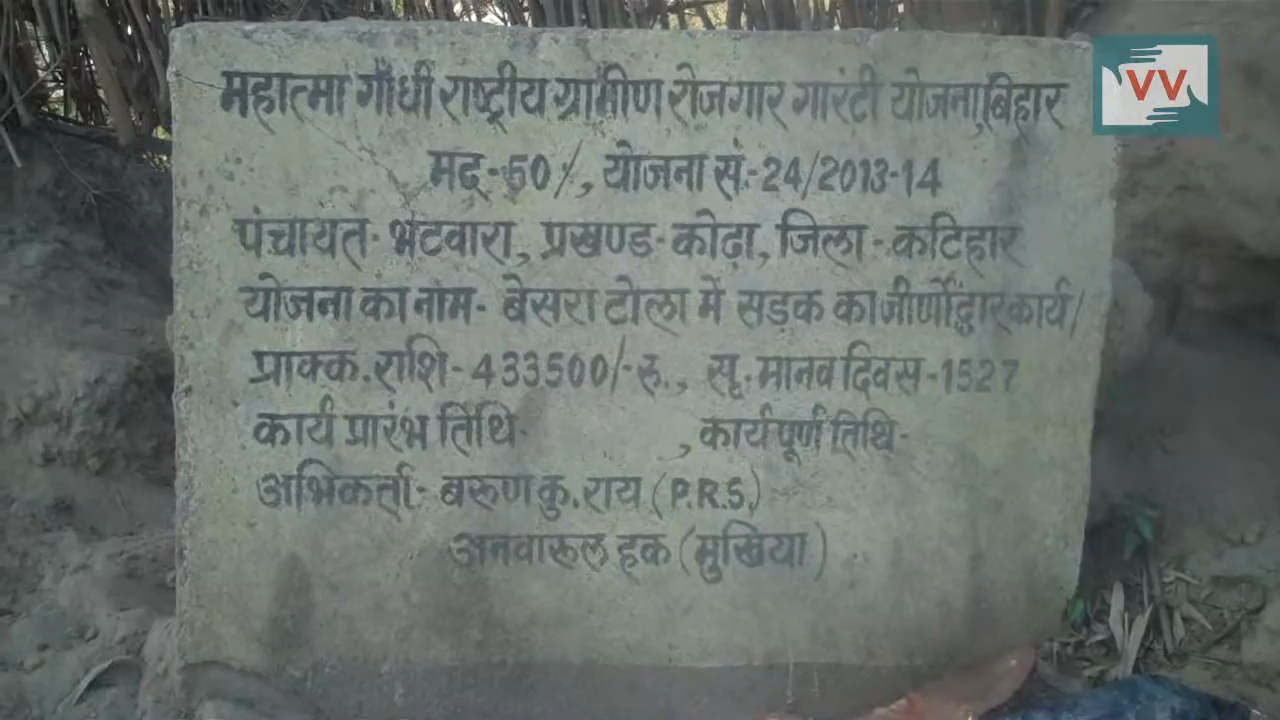 महात्मा गाँधी राष्ट्रीय ग्रामीण रोजगार गारंटी योजना, बिहार
मद्-50%, योजना सं.-24/2013-14
पंचायत- भटवारा, प्रखण्ड- कोढ़ा, जिला - कटिहार
योजना का नाम- बेसरा टोला में सड़क का जीर्णोद्धार कार्य/
प्राक्क. राशि- 433500/- रु., सृ. मानव दिवस -1527
कार्य प्रारंभ तिथि- , कार्य पूर्ण तिथि-
अभिकर्ता:- बरूण कु. राय (P.R.S.)
अनवारूल हक (मुखिया)
VV